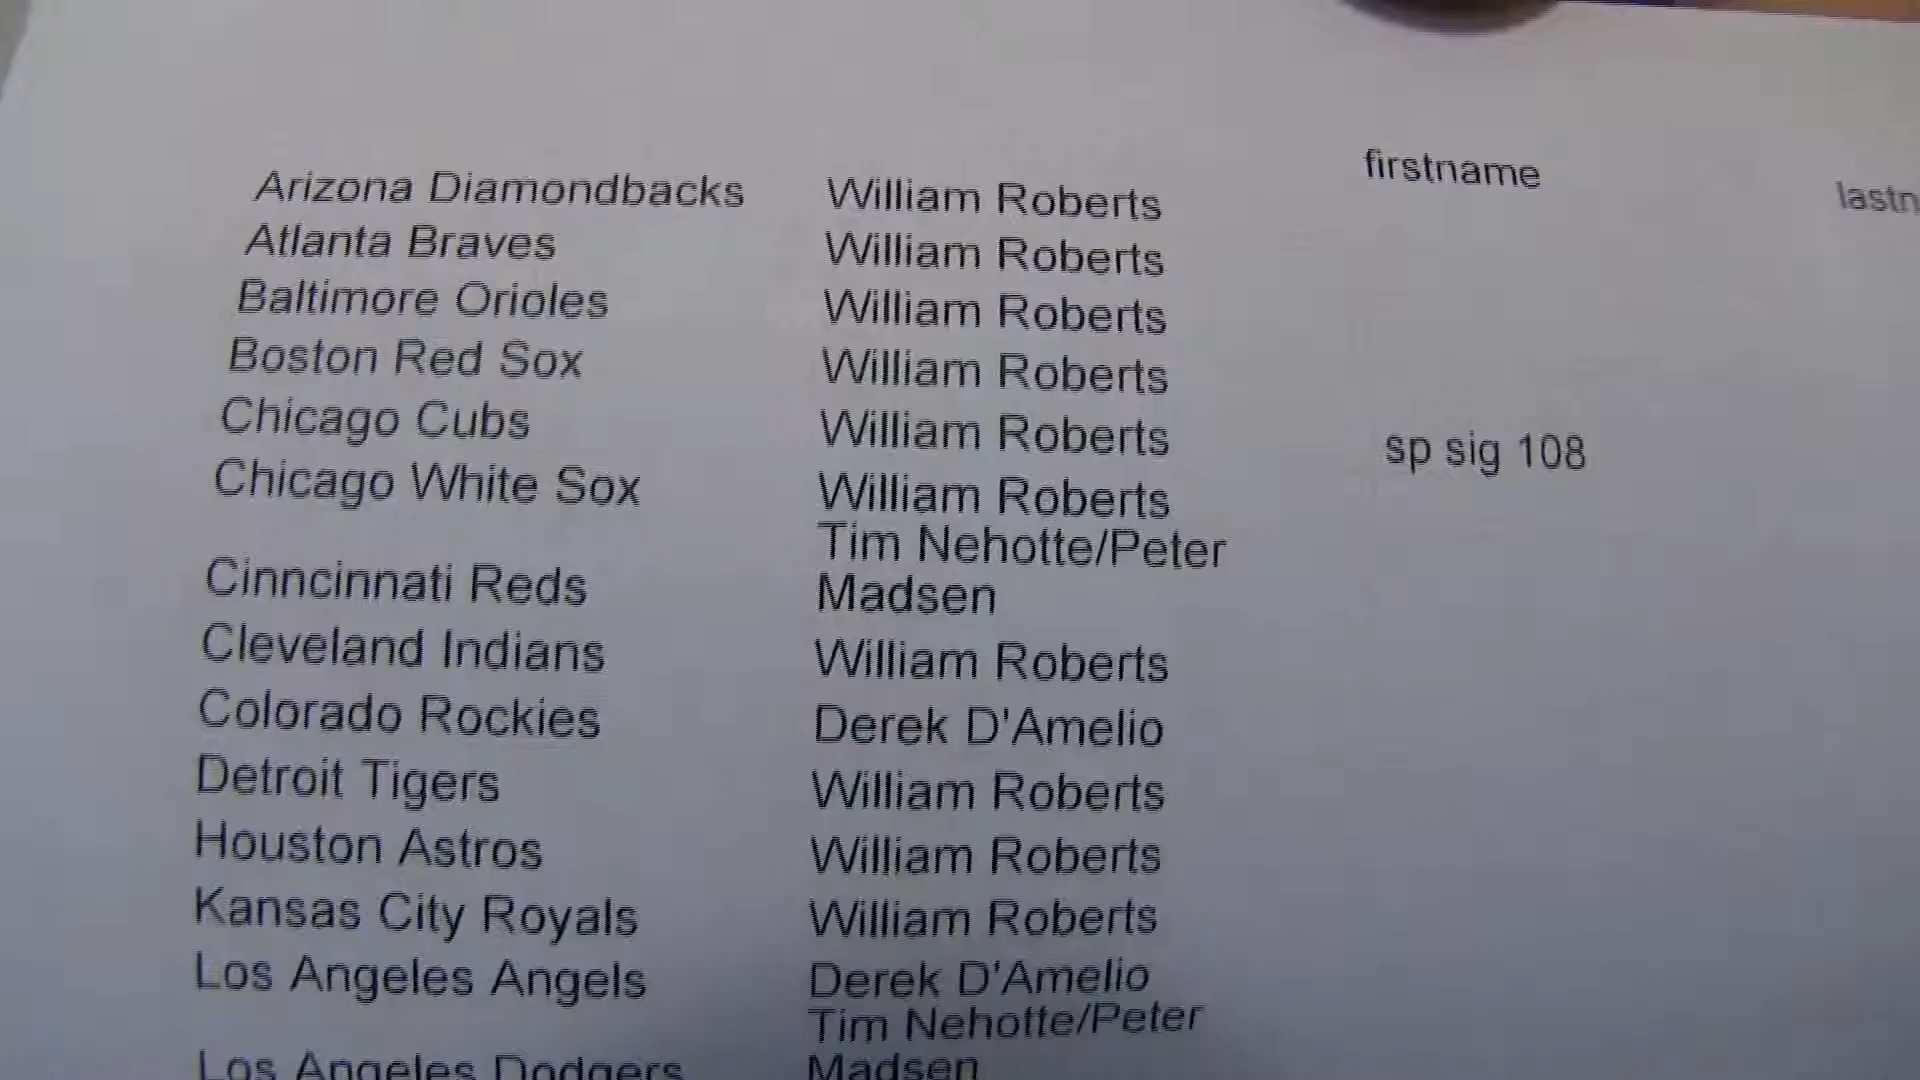 firstname
lastn
Arizona Diamondbacks William Roberts
Atlanta Braves William Roberts
Baltimore Orioles William Roberts
Boston Red Sox William Roberts
Chicago Cubs William Roberts sp sig 108
Chicago White Sox William Roberts
Tim Nehotte/Peter
Cinncinnati Reds Madsen
Cleveland Indians William Roberts
Colorado Rockies Derek D'Amelio
Detroit Tigers William Roberts
Houston Astros William Roberts
Kansas City Royals William Roberts
Los Angeles Angels Derek D'Amelio
Tim Nehotte/Peter
Los Angeles Dodgers Madsen